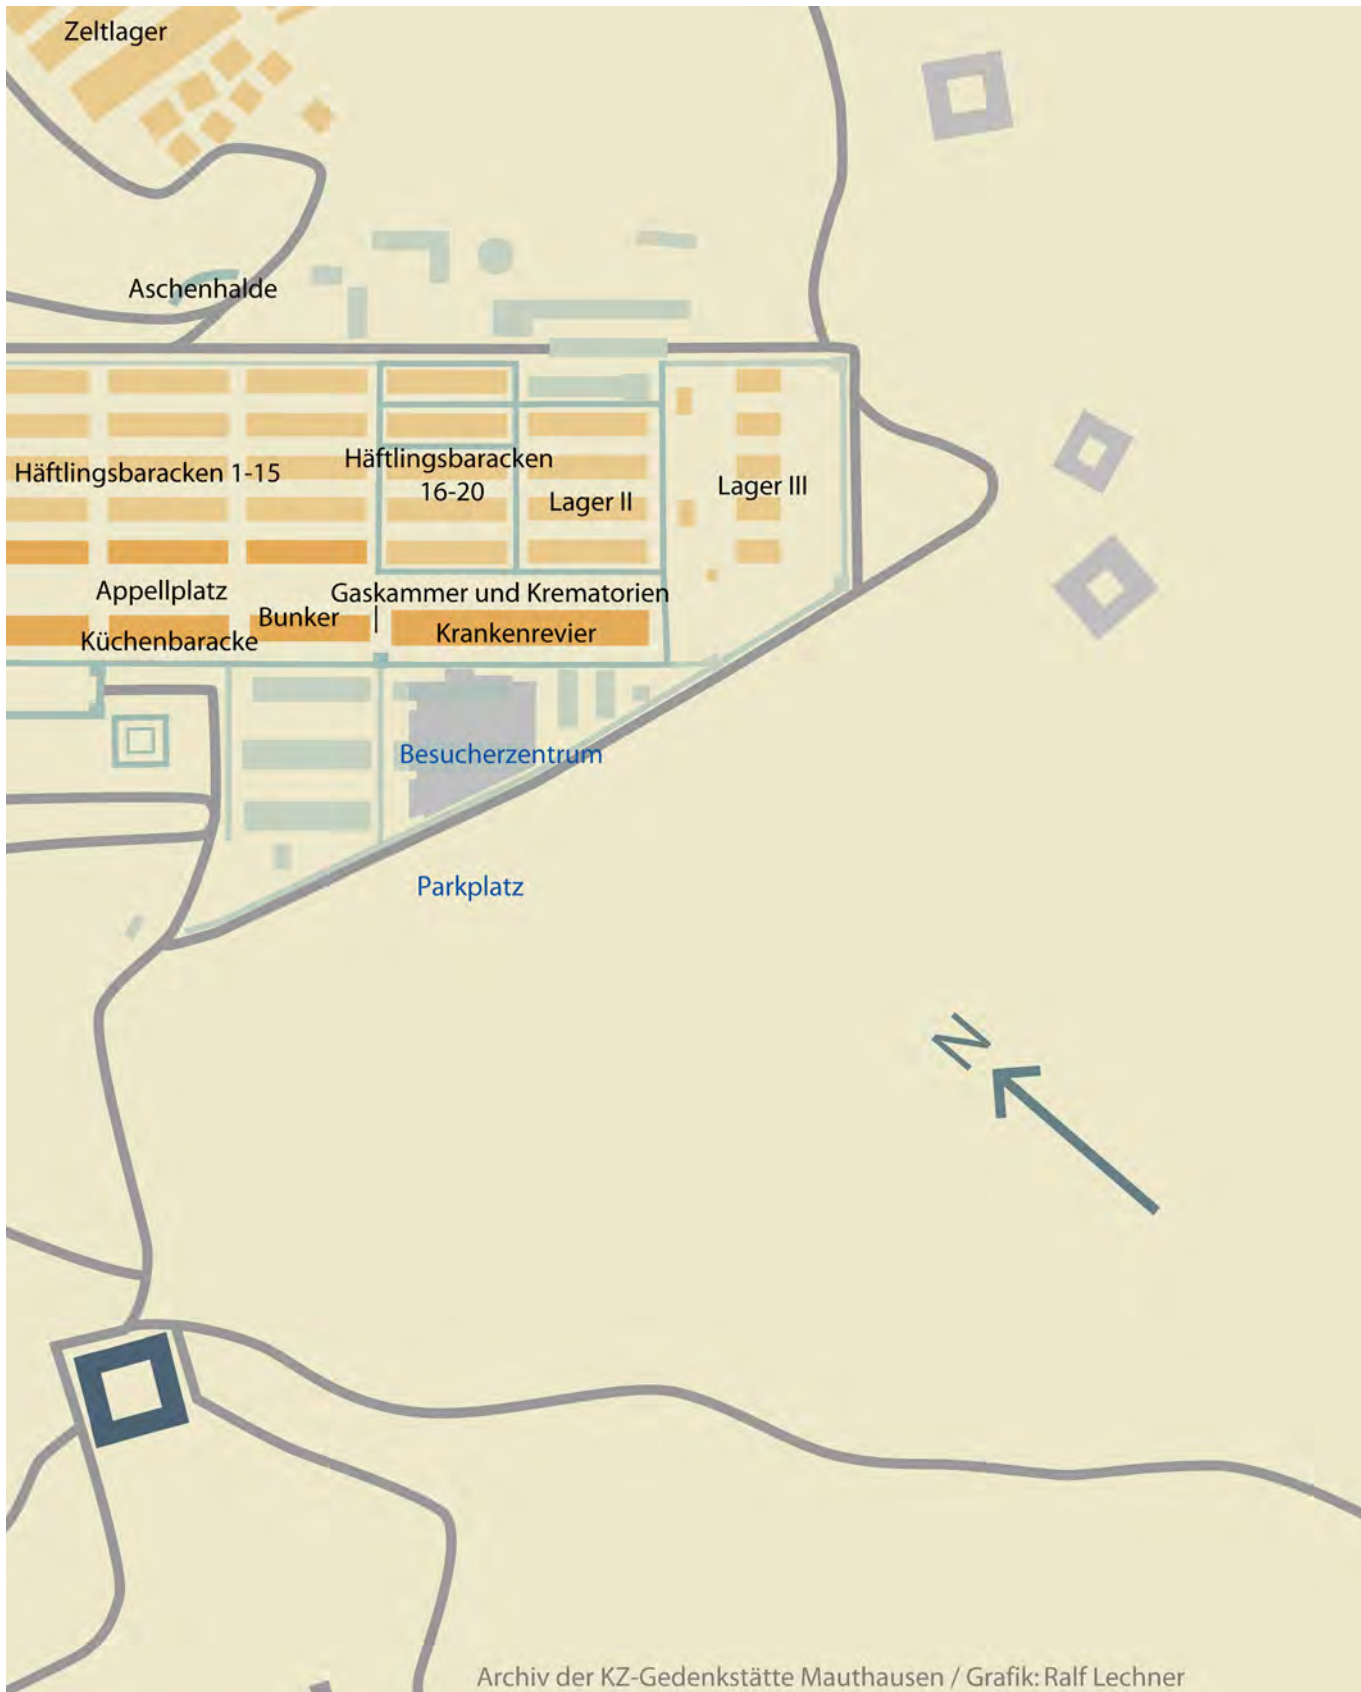 Zeltlager
Aschenhalde
Häftlingsbaracken 1-15
Häftlingsbaracken
16-20
Lager II
Lager III
Appellplatz
Gaskammer und Krematorien
Bunker
Krankenrevier
Küchenbaracke
Besucherzentrum
Parkplatz
N
Archiv der KZ-Gedenkstätte Mauthausen / Grafik: Ralf Lechner